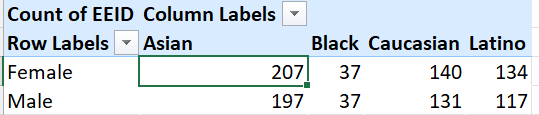 Count of EEID Column Labels
Row Labels Asian Black Caucasian Latino
Female 207 37 140 134
Male 197 37 131 117